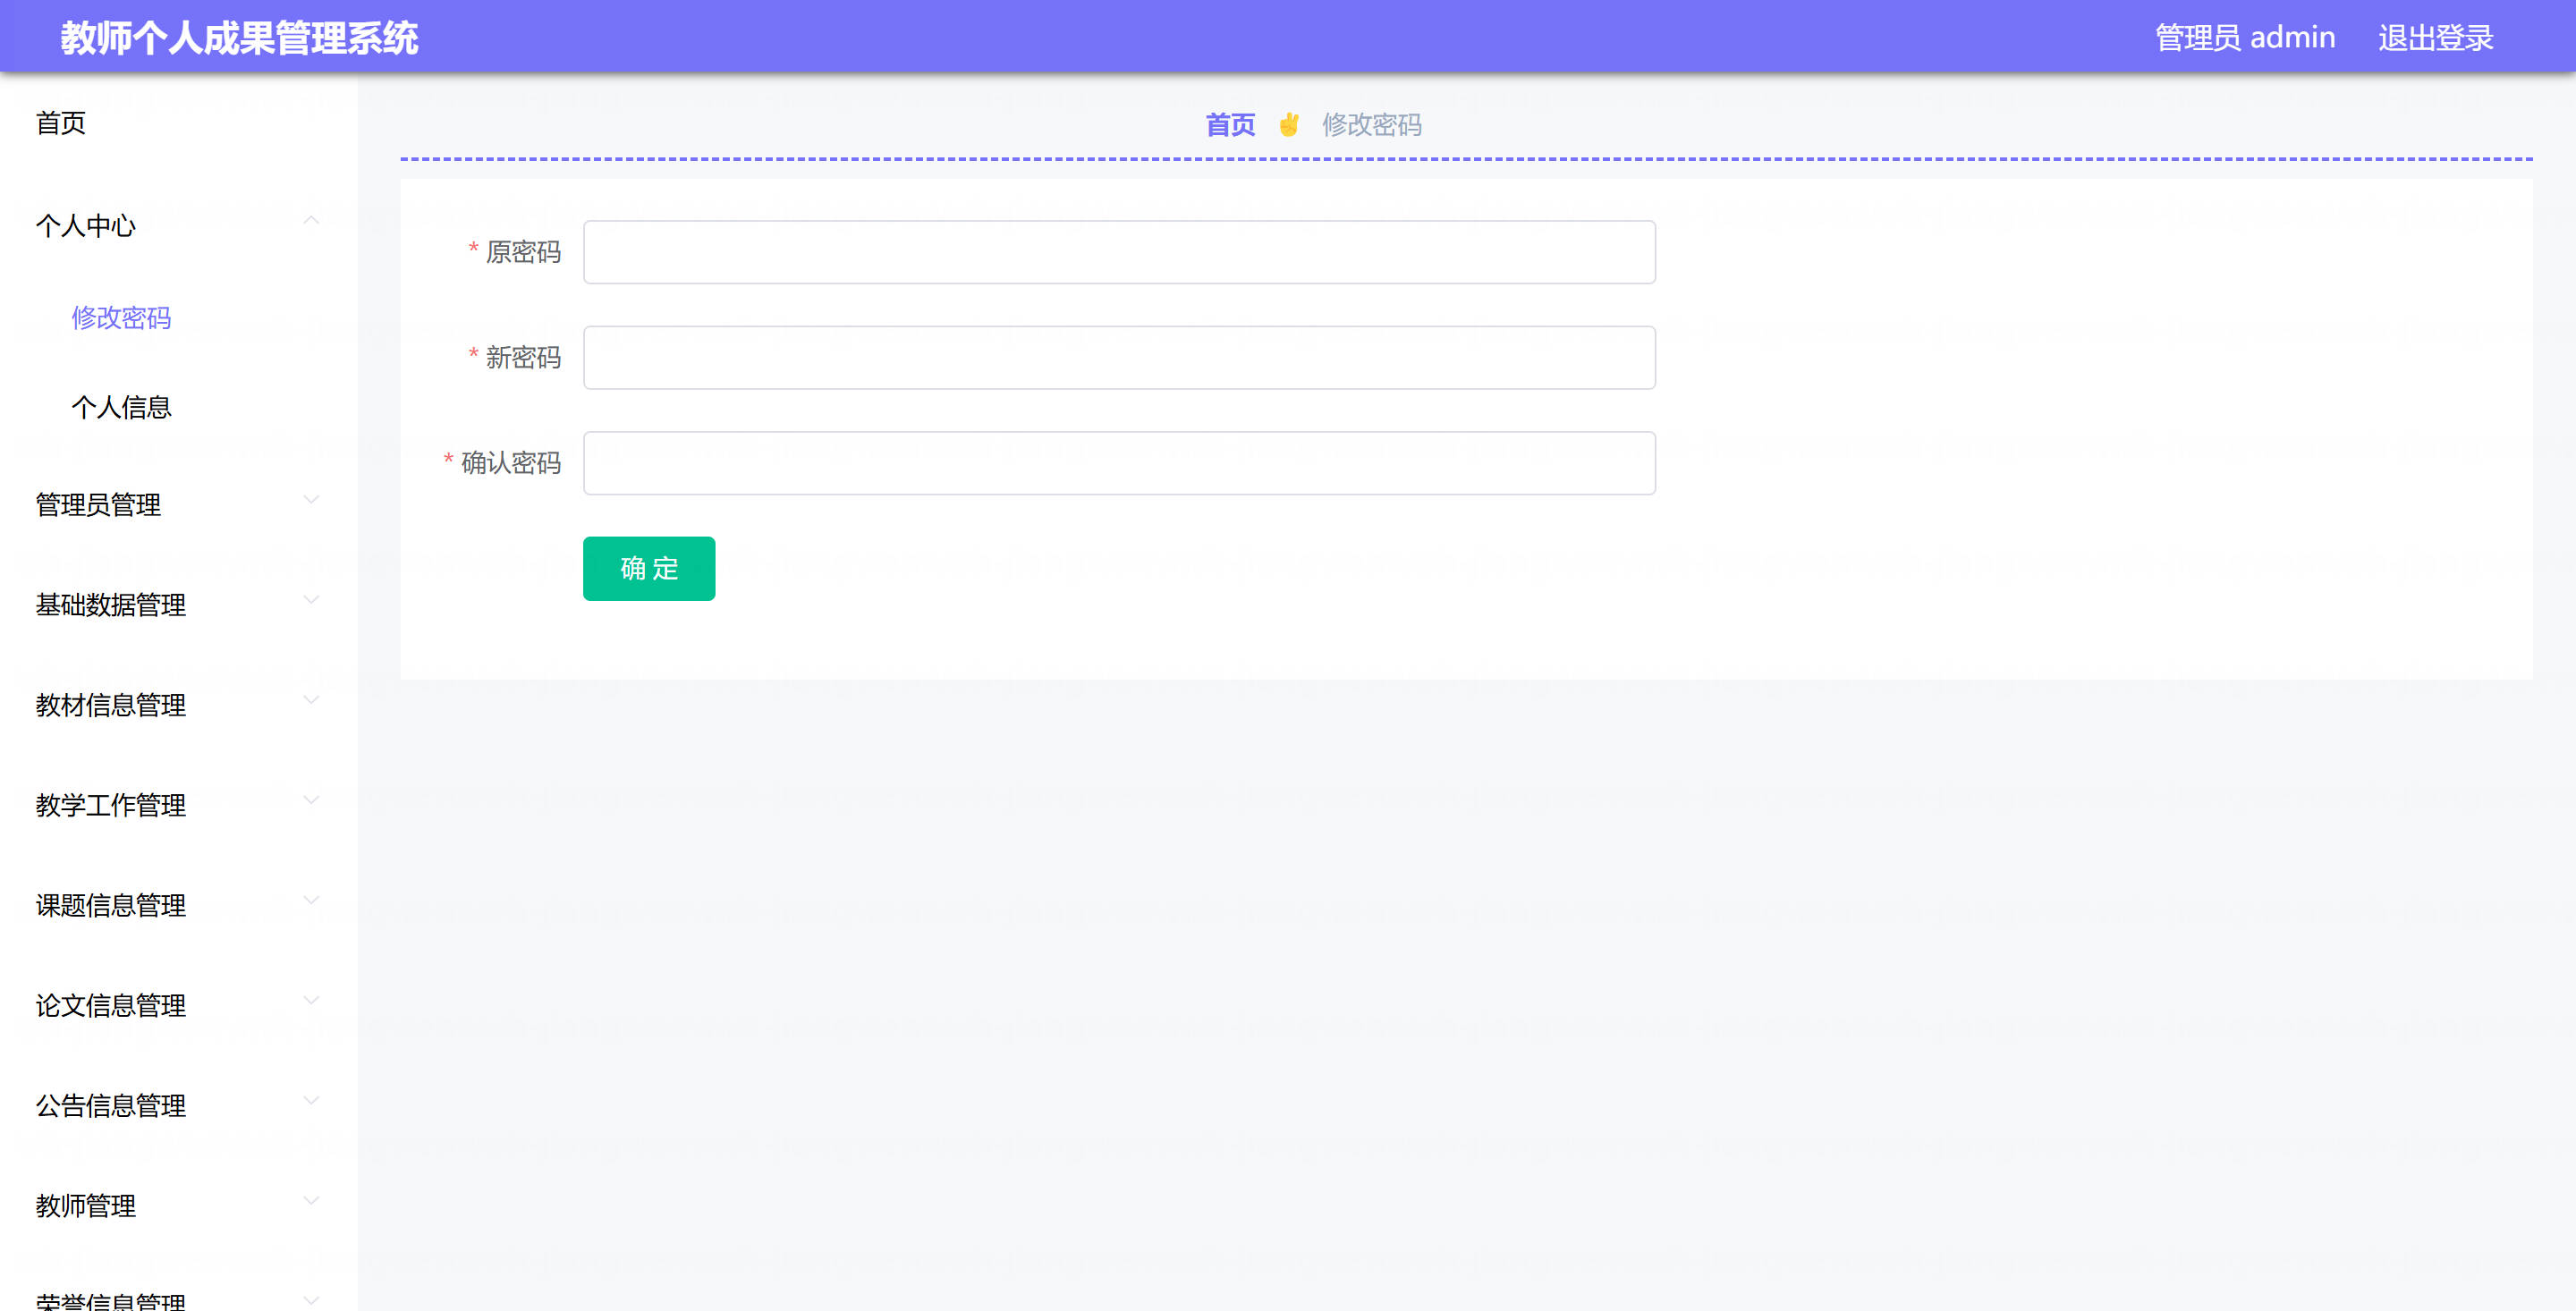 教师个人成果管理系统
管理员 admin 退出登录
首页
个人中心
修改密码
个人信息
管理员管理
基础数据管理
教材信息管理
教学工作管理
课题信息管理
论文信息管理
公告信息管理
教师管理
荣誉信息管理
首页 ✌ 修改密码
* 原密码
* 新密码
* 确认密码
确 定